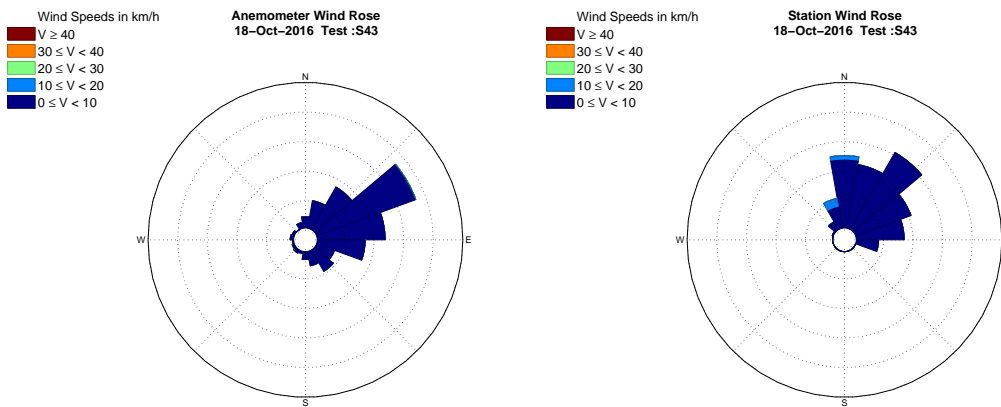 Wind Speeds in km/h
V ≥ 40
30 ≤ V < 40
20 ≤ V < 30
10 ≤ V < 20
0 ≤ V < 10
Anemometer Wind Rose
18−Oct−2016 Test :S43
N
W
E
S
Wind Speeds in km/h
V ≥ 40
30 ≤ V < 40
20 ≤ V < 30
10 ≤ V < 20
0 ≤ V < 10
Station Wind Rose
18−Oct−2016 Test :S43
N
W
S